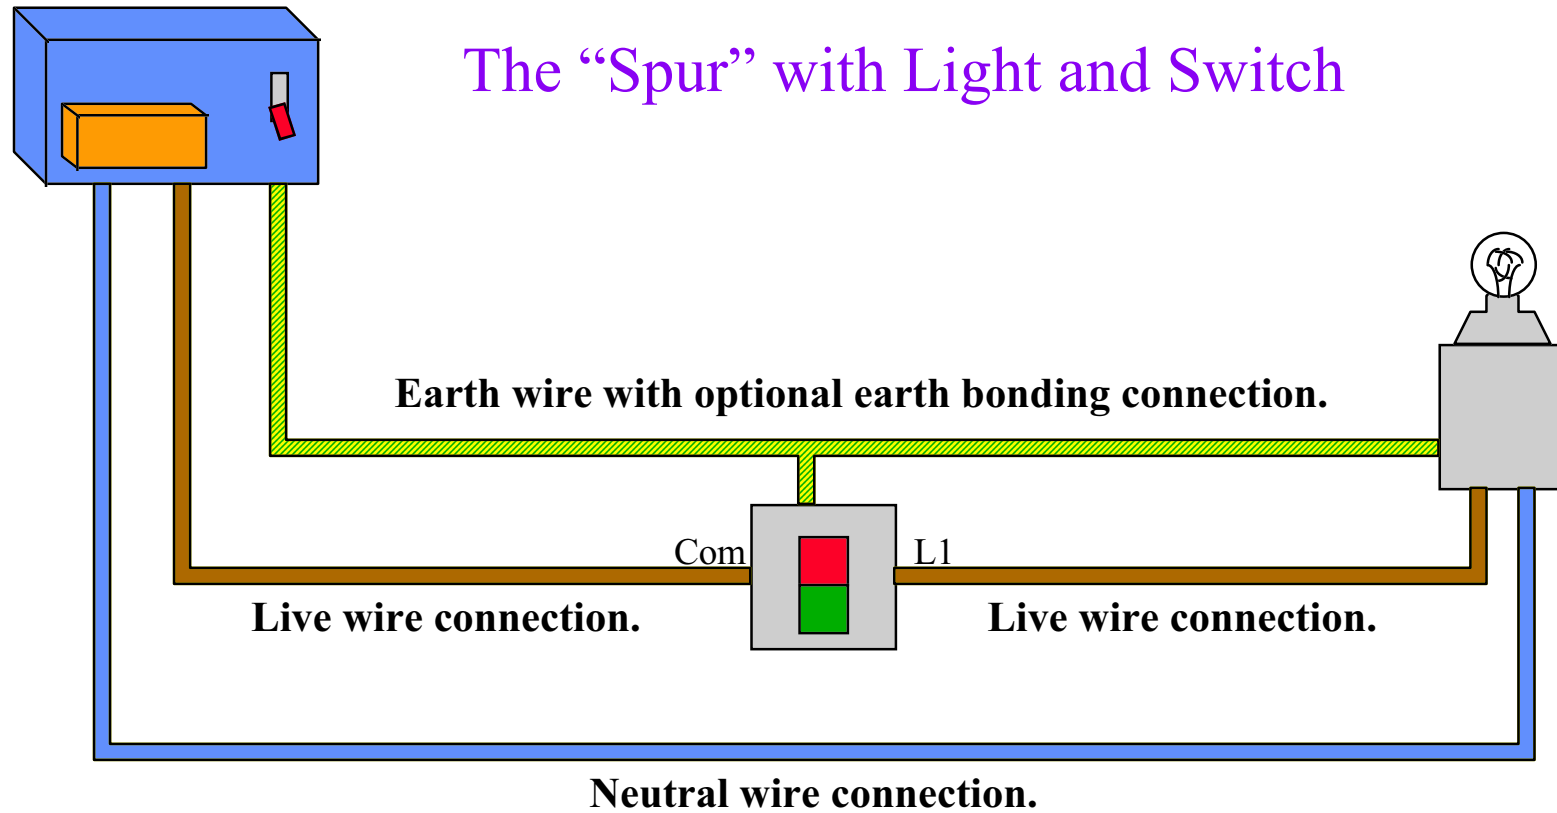 The “Spur” with Light and Switch
Earth wire with optional earth bonding connection.
Com
L1
Live wire connection.
Live wire connection.
Neutral wire connection.